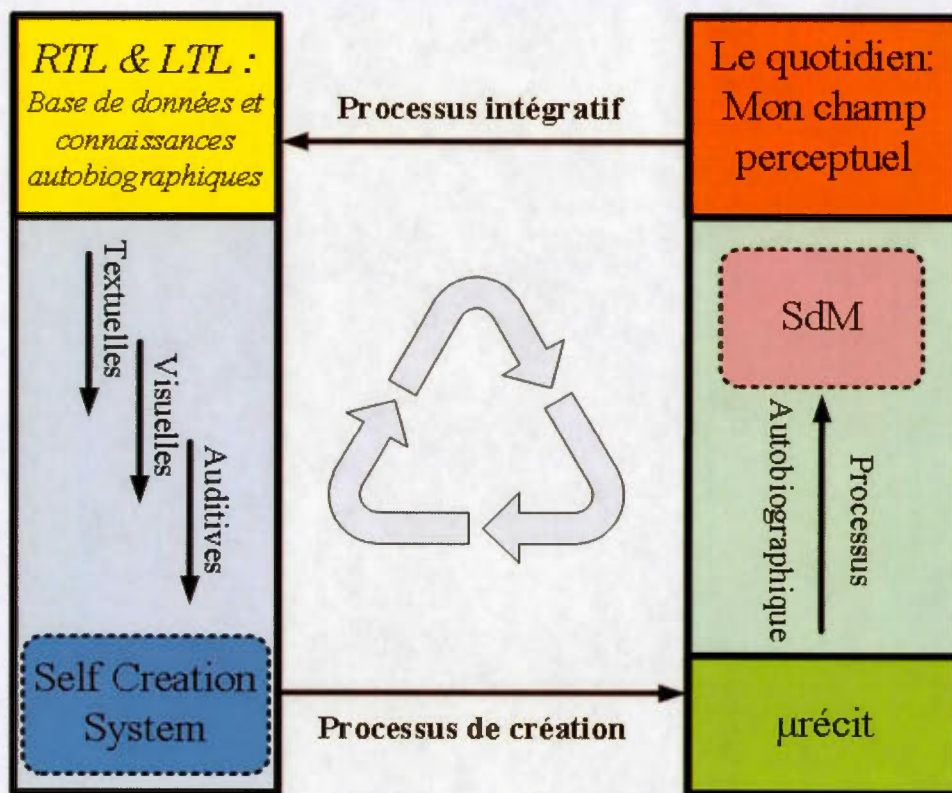 RTL & LTL :
Base de données et
connaissances
autobiographiques
Processus intégratif
Le quotidien:
Mon champ
perceptuel
Textuelles
Visuelles
Auditives
SdM
Processus
Autobiographique
Self Creation
System
Processus de création
µrécit